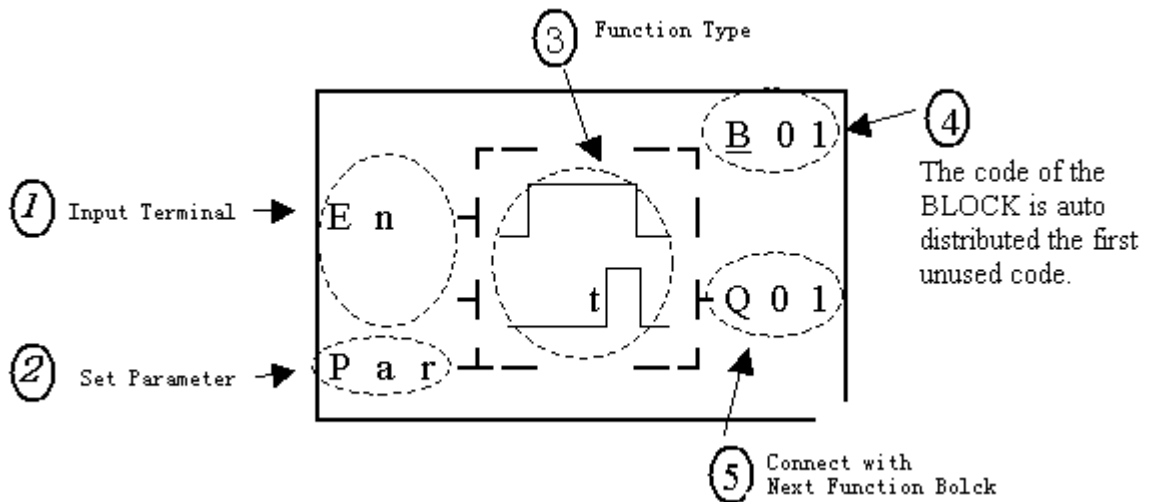 3 Function Type
B 0 1
4
The code of the
BLOCK is auto
distributed the first
unused code.
1 Input Terminal
E n
t
Q 0 1
2 Set Parameter
P a r
5 Connect with
Next Function Bolck